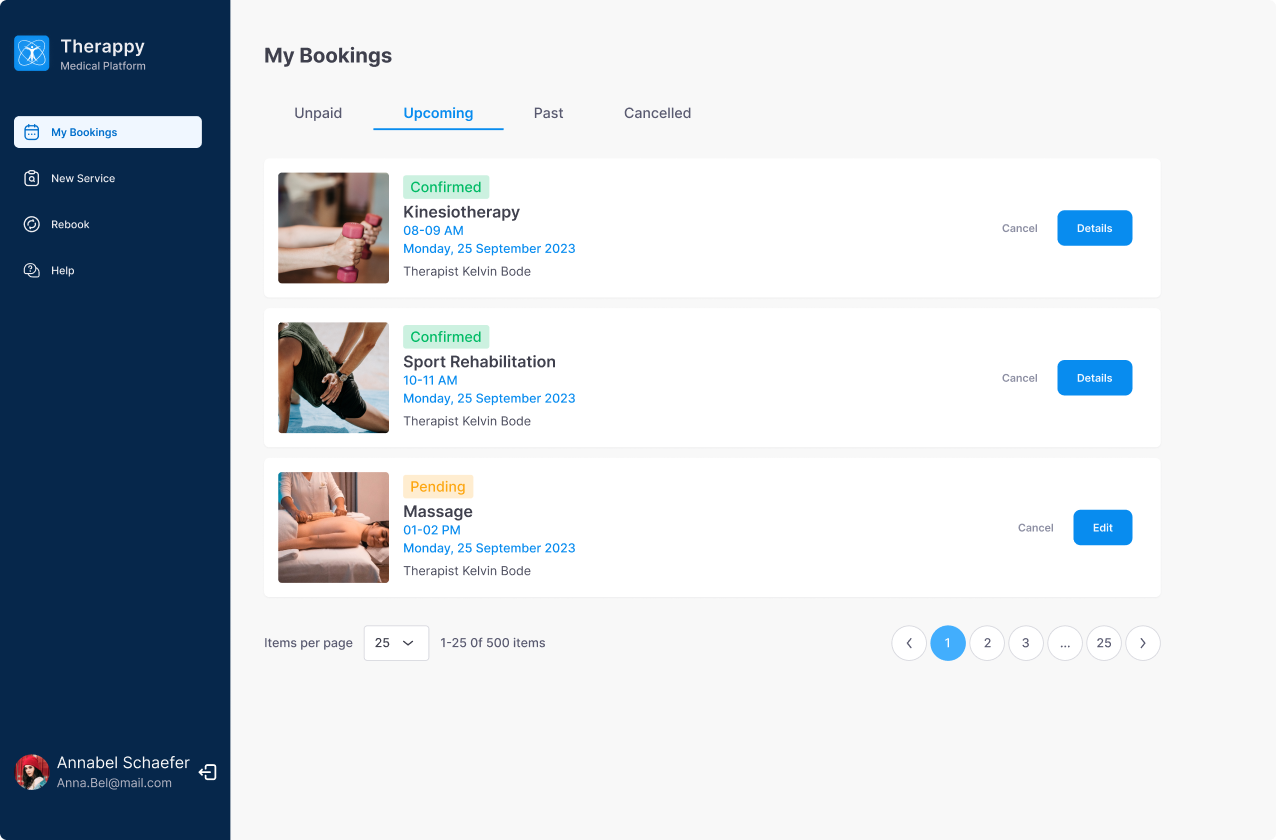 Therappy
Medical Platform
My Bookings
New Service
Rebook
Help
Annabel Schaefer
Anna.Bel@mail.com
My Bookings
Unpaid
Upcoming
Past
Cancelled
Confirmed
Kinesiotherapy
08-09 AM
Monday, 25 September 2023
Therapist Kelvin Bode
Cancel
Details
Confirmed
Sport Rehabilitation
10-11 AM
Monday, 25 September 2023
Therapist Kelvin Bode
Cancel
Details
Pending
Massage
01-02 PM
Monday, 25 September 2023
Therapist Kelvin Bode
Cancel
Edit
Items per page
25
1-25 0f 500 items
1
2
3
...
25